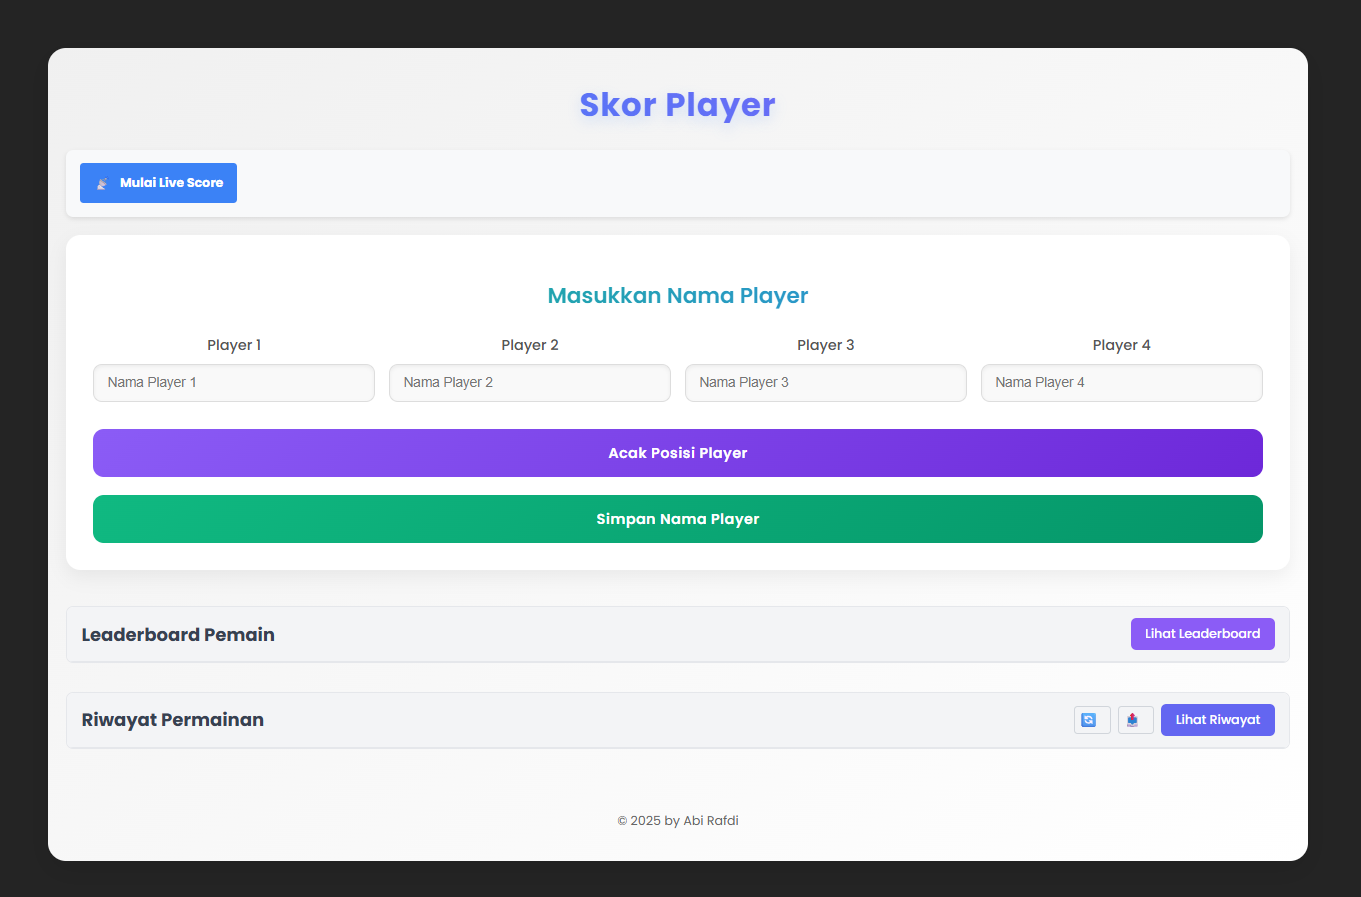 Skor Player
Mulai Live Score
Masukkan Nama Player
Player 1
Player 2
Player 3
Player 4
Nama Player 1
Nama Player 2
Nama Player 3
Nama Player 4
Acak Posisi Player
Simpan Nama Player
Leaderboard Pemain
Lihat Leaderboard
Riwayat Permainan
Lihat Riwayat
© 2025 by Abi Rafdi